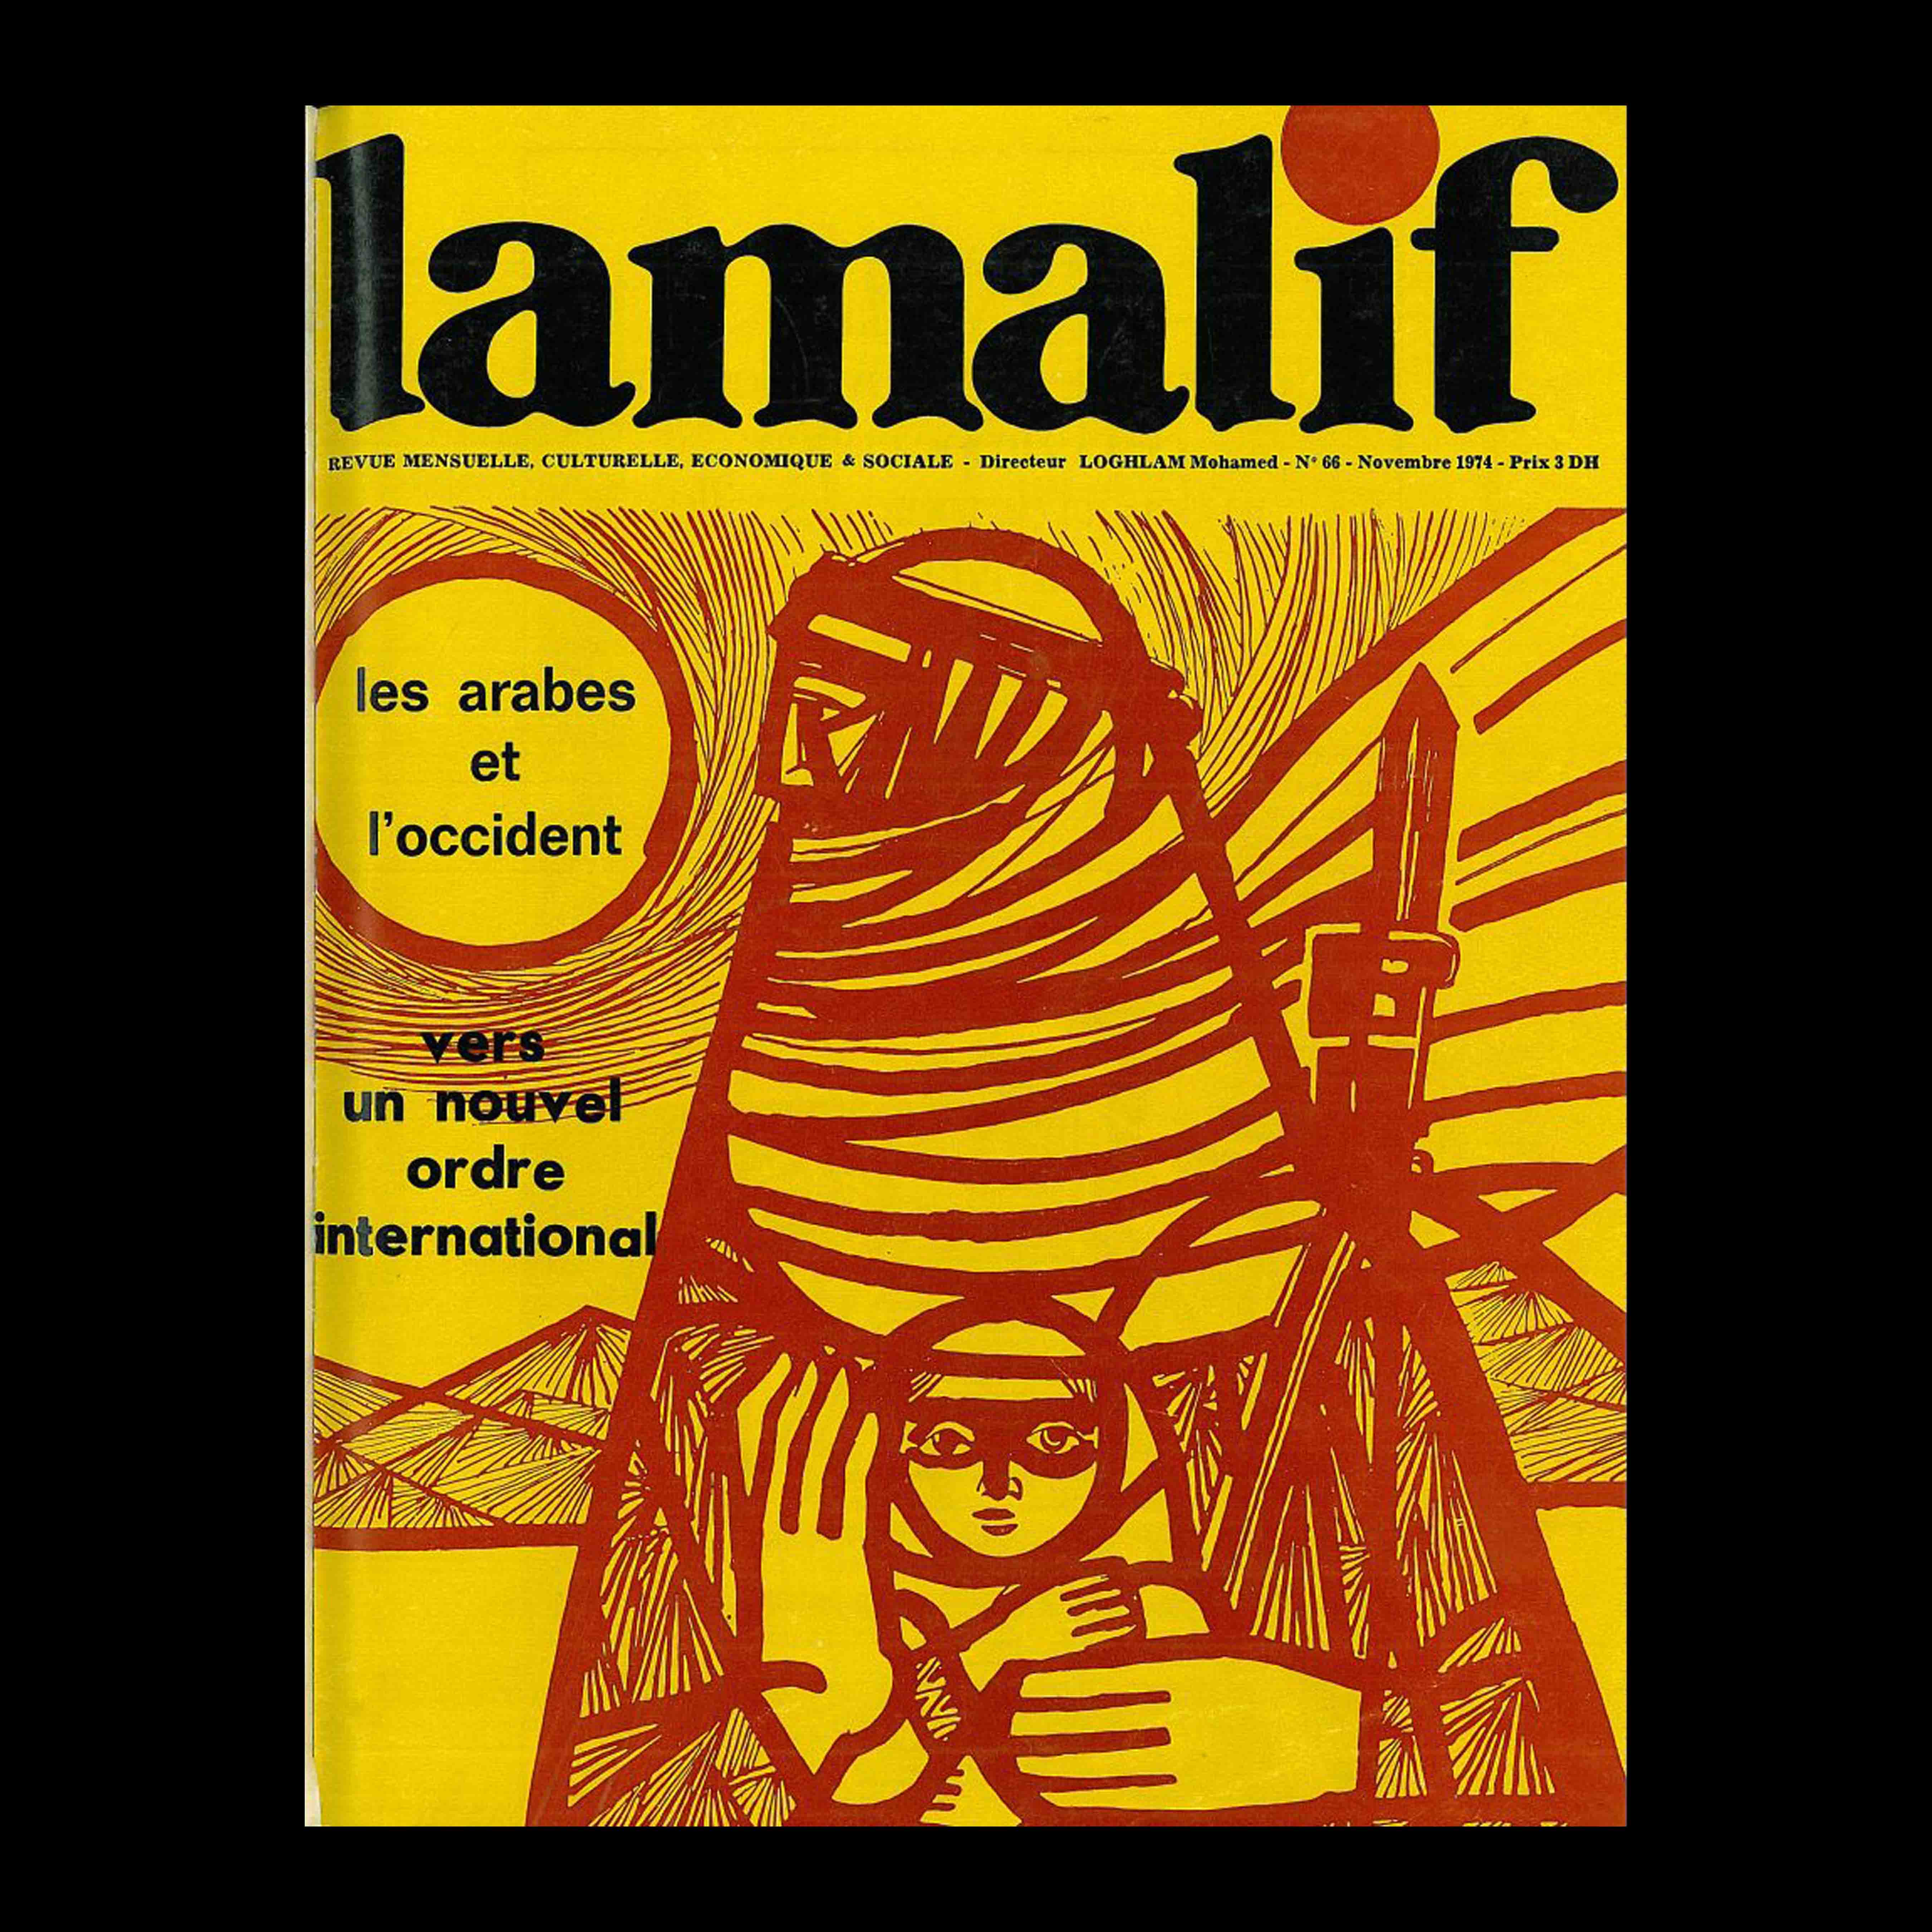 lamalif
REVUE MENSUELLE, CULTURELLE, ECONOMIQUE & SOCIALE - Directeur LOGHLAM Mohamed - N° 66 - Novembre 1974 - Prix 3 DH
les arabes
et
l'occident
vers
un nouvel
ordre
international